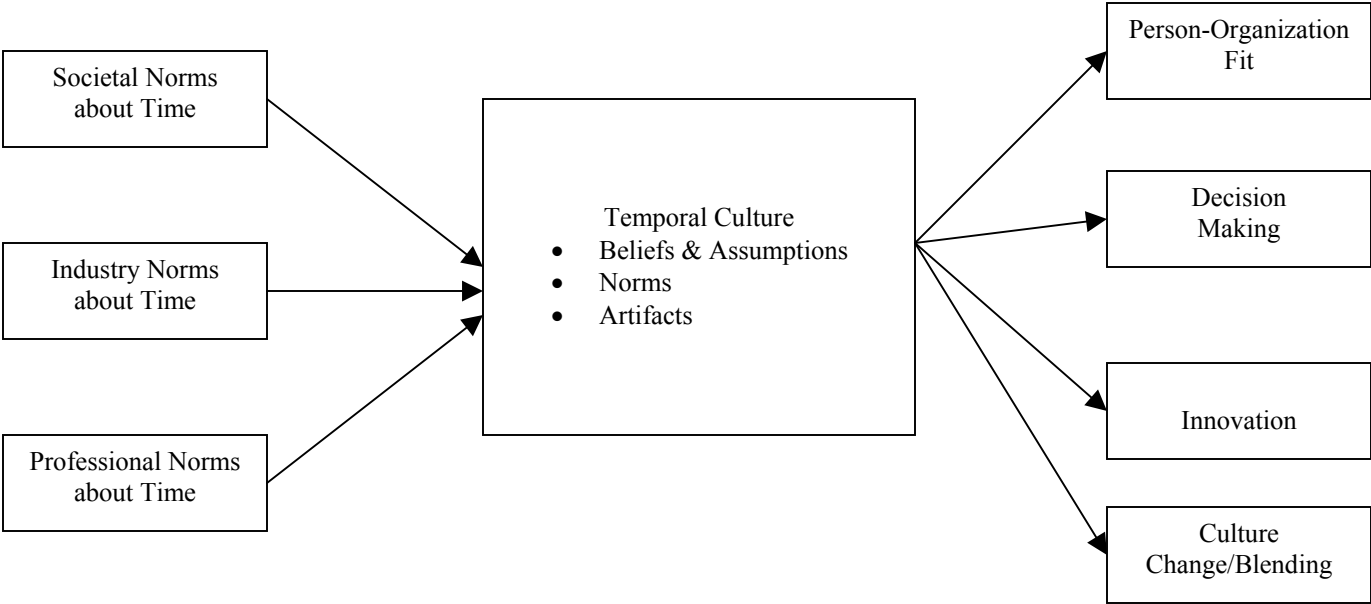 Societal Norms
about Time
Industry Norms
about Time
Professional Norms
about Time
Temporal Culture
• Beliefs & Assumptions
• Norms
• Artifacts
Person-Organization
Fit
Decision
Making
Innovation
Culture
Change/Blending